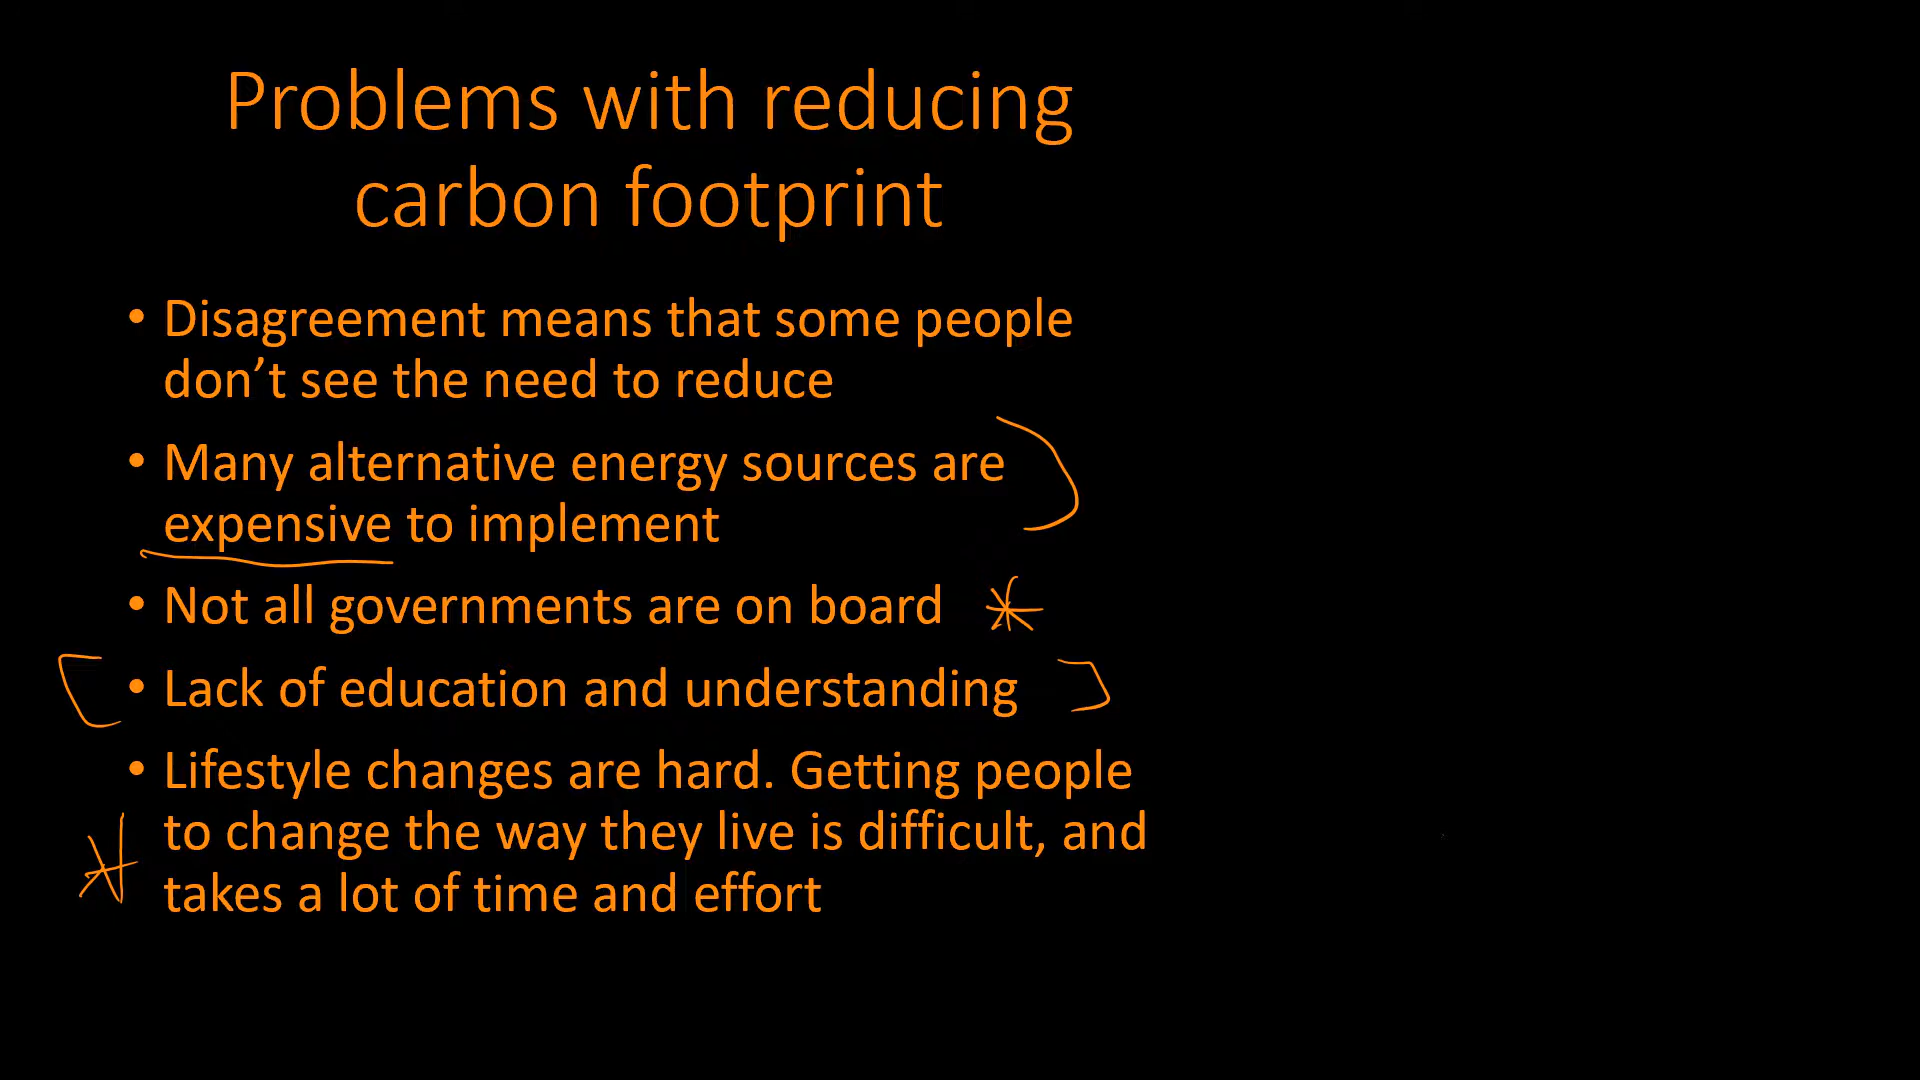 Problems with reducing
carbon footprint
• Disagreement means that some people
don’t see the need to reduce
• Many alternative energy sources are
expensive to implement
• Not all governments are on board *
• Lack of education and understanding
• Lifestyle changes are hard. Getting people
to change the way they live is difficult, and
takes a lot of time and effort